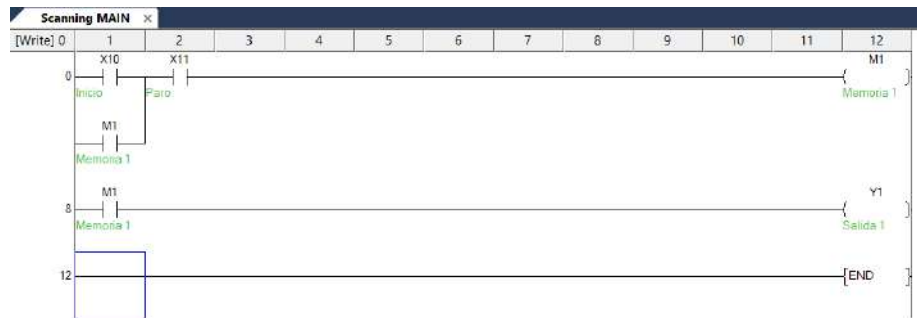 Scanning MAIN ×
[Write] 0 1 2 3 4 5 6 7 8 9 10 11 12
X10 X11 M1
0
Inicio Paro Memoria 1
M1
Memoria 1
M1 Y1
8
Memoria 1 Salida 1
12 END